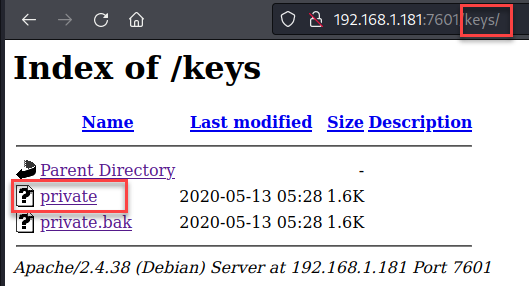 192.168.1.181:7601/keys/
Index of /keys
Name Last modified Size Description
Parent Directory -
private 2020-05-13 05:28 1.6K
private.bak 2020-05-13 05:28 1.6K
Apache/2.4.38 (Debian) Server at 192.168.1.181 Port 7601